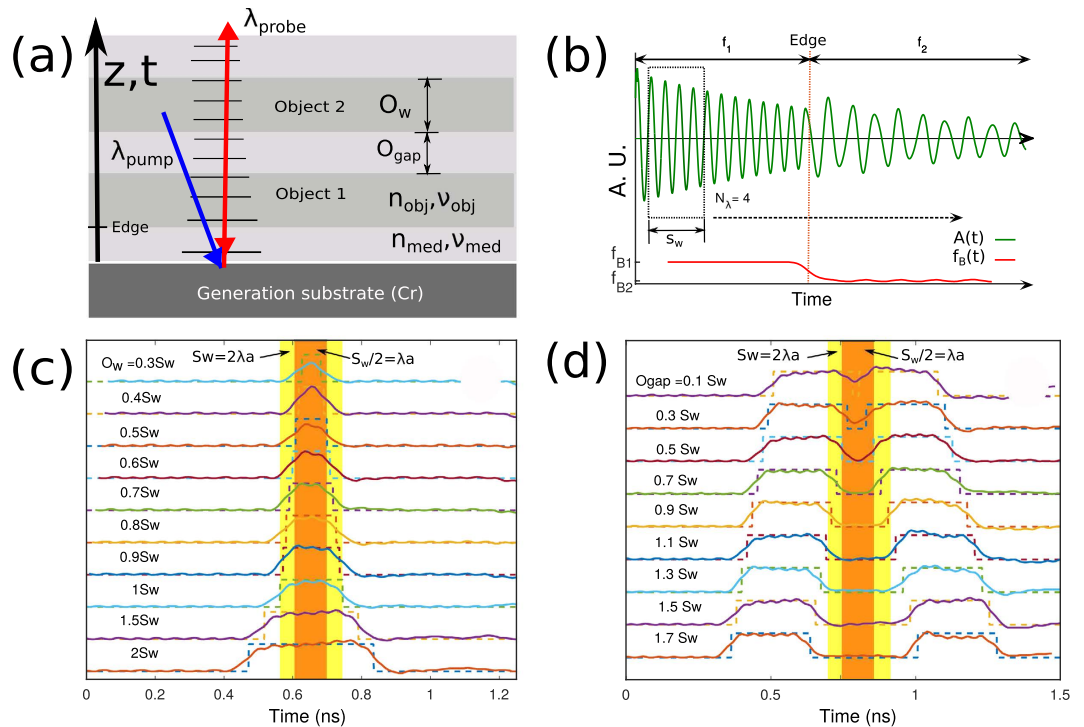 (a)
λprobe
z,t
Object 2
Ow
λpump
Ogap
Object 1
nobj,νobj
Edge
nmed,νmed
Generation substrate (Cr)
(b)
f1
Edge
f2
A. U.
Nλ= 4
Sw
A(t)
fB(t)
fB1
fB2
Time
(c)
Ow =0.3Sw
Sw=2λa
Sw/2=λa
0.4Sw
0.5Sw
0.6Sw
0.7Sw
0.8Sw
0.9Sw
1Sw
1.5Sw
2Sw
0 0.2 0.4 0.6 0.8 1 1.2
Time (ns)
(d)
Sw=2λa
Sw/2=λa
Ogap =0.1 Sw
0.3 Sw
0.5 Sw
0.7 Sw
0.9 Sw
1.1 Sw
1.3 Sw
1.5 Sw
1.7 Sw
0 0.5 1 1.5
Time (ns)